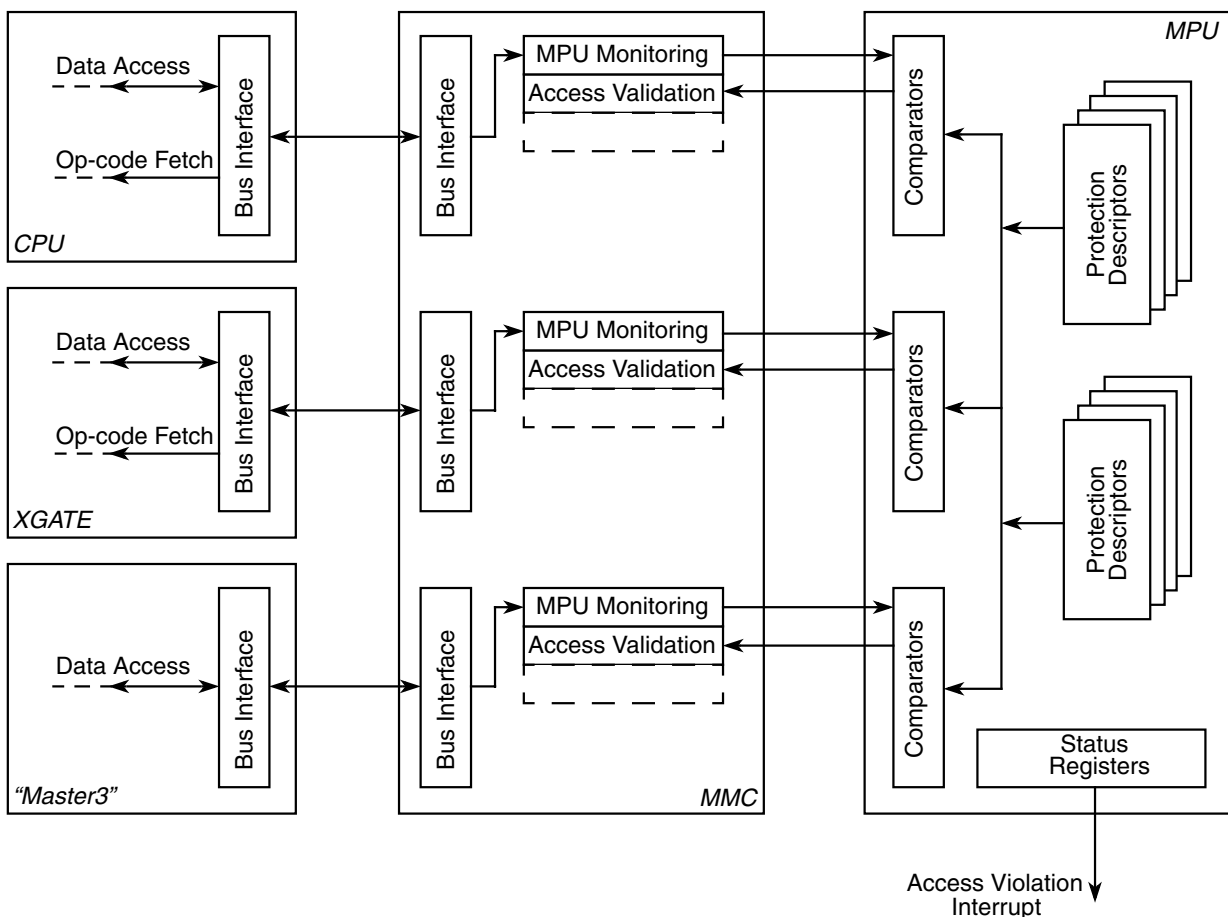 Data Access
Op-code Fetch
Bus Interface
CPU
Bus Interface
MPU Monitoring
Access Validation
Comparators
MPU
Protection
Descriptors
Data Access
Op-code Fetch
Bus Interface
XGATE
Bus Interface
MPU Monitoring
Access Validation
Comparators
Protection
Descriptors
Data Access
Bus Interface
“Master3”
Bus Interface
MPU Monitoring
Access Validation
MMC
Comparators
Status
Registers
Access Violation
Interrupt